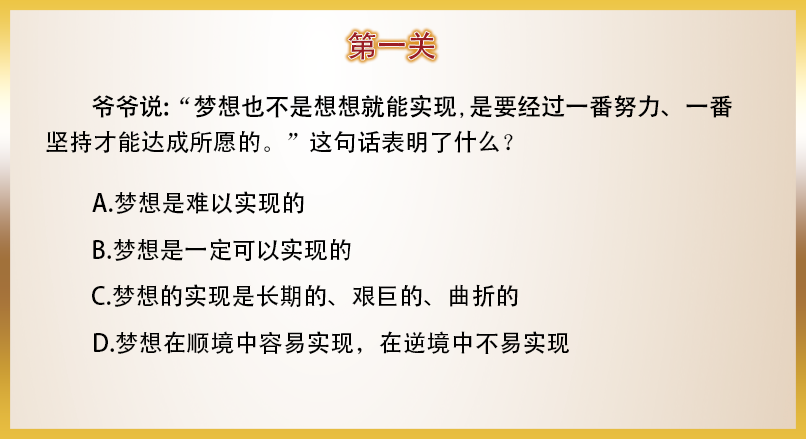 第一关
爷爷说:“梦想也不是想想就能实现,是要经过一番努力、一番
坚持才能达成所愿的。”这句话表明了什么?
A.梦想是难以实现的
B.梦想是一定可以实现的
C.梦想的实现是长期的、艰巨的、曲折的
D.梦想在顺境中容易实现，在逆境中不易实现